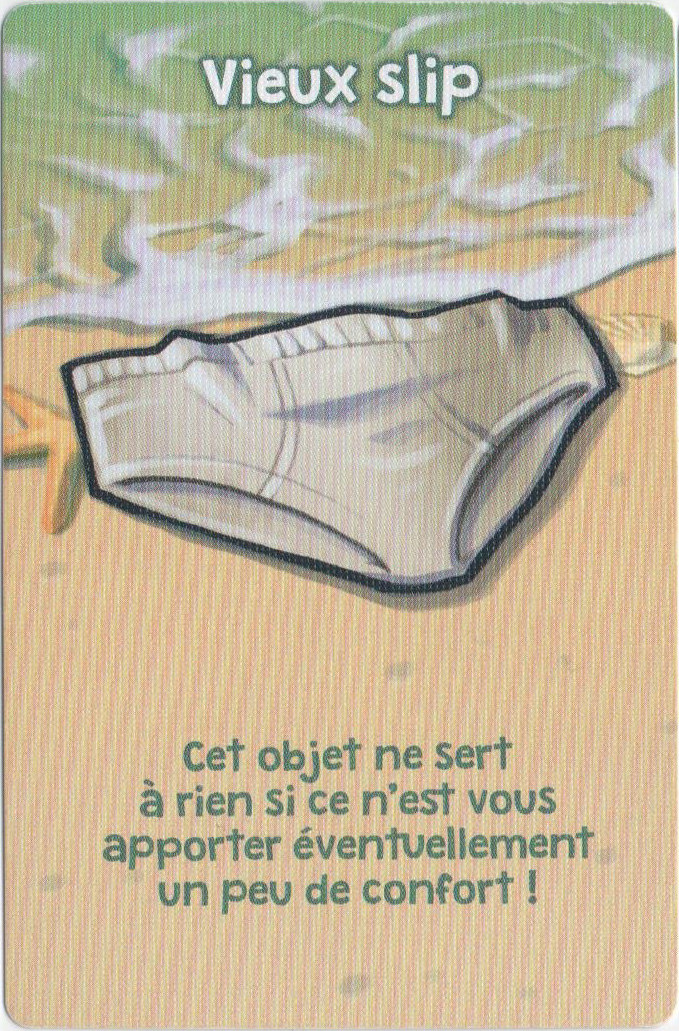 Vieux slip
Cet objet ne sert
à rien si ce n'est vous
apporter éventuellement
un peu de confort !